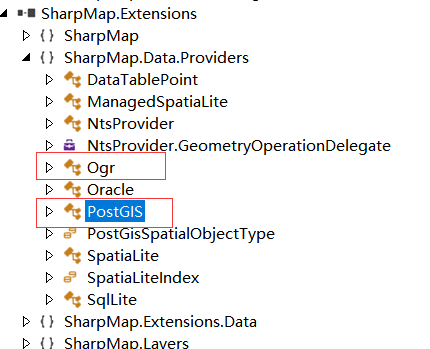 SharpMap.Extensions
{ } SharpMap
{ } SharpMap.Data.Providers
DataTablePoint
ManagedSpatiaLite
NtsProvider
NtsProvider.GeometryOperationDelegate
Ogr
Oracle
PostGIS
PostGisSpatialObjectType
SpatiaLite
SpatiaLiteIndex
SqlLite
{ } SharpMap.Extensions.Data
{ } SharpMap.Layers